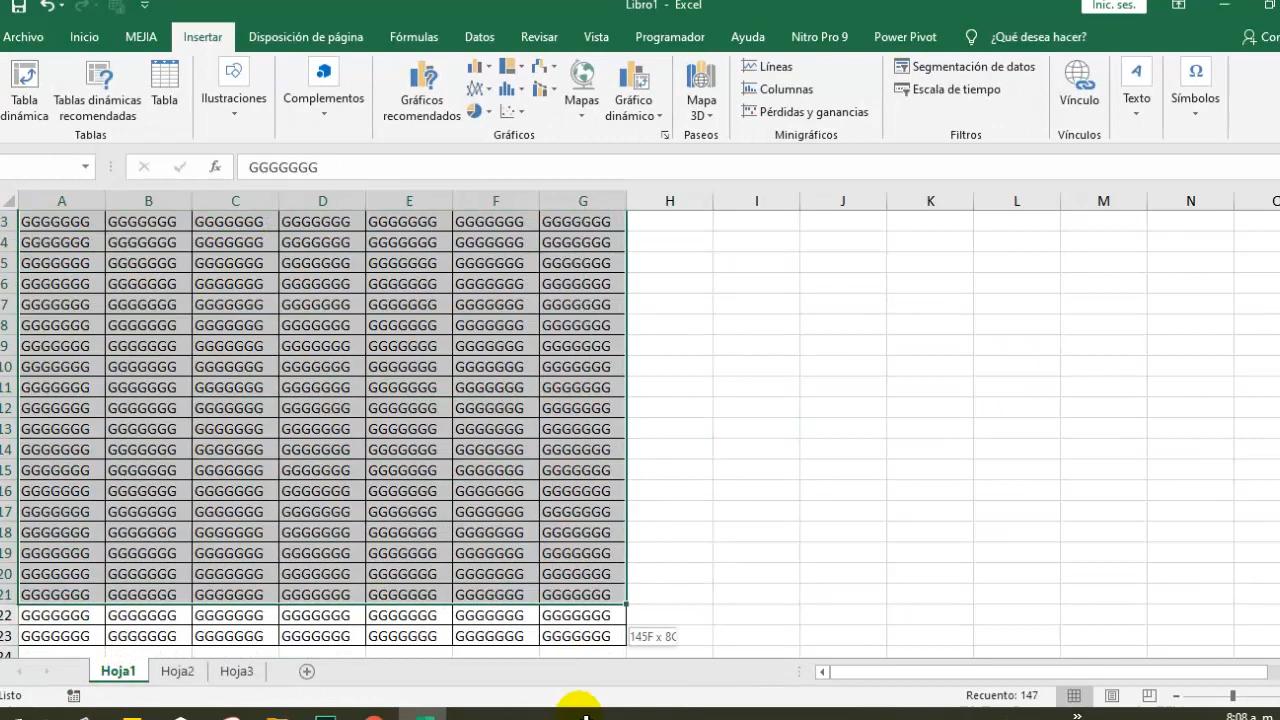 Libro1 - Excel
Inic. ses.
Archivo Inicio MEJIA Insertar Disposición de página Fórmulas Datos Revisar Vista Programador Ayuda Nitro Pro 9 Power Pivot ¿Qué desea hacer?
Tabla dinámica
Tablas dinámicas recomendadas
Tabla
Ilustraciones
Complementos
Gráficos recomendados
Mapas
Gráfico dinámico
Mapa 3D
Líneas
Columnas
Pérdidas y ganancias
Segmentación de datos
Escala de tiempo
Vínculo
Texto
Símbolos
Tablas Gráficos Paseos Minigráficos Filtros Vínculos
fx GGGGGGG
A B C D E F G H I J K L M N
3 GGGGGGG GGGGGGG GGGGGGG GGGGGGG GGGGGGG GGGGGGG GGGGGGG
4 GGGGGGG GGGGGGG GGGGGGG GGGGGGG GGGGGGG GGGGGGG GGGGGGG
5 GGGGGGG GGGGGGG GGGGGGG GGGGGGG GGGGGGG GGGGGGG GGGGGGG
6 GGGGGGG GGGGGGG GGGGGGG GGGGGGG GGGGGGG GGGGGGG GGGGGGG
7 GGGGGGG GGGGGGG GGGGGGG GGGGGGG GGGGGGG GGGGGGG GGGGGGG
8 GGGGGGG GGGGGGG GGGGGGG GGGGGGG GGGGGGG GGGGGGG GGGGGGG
9 GGGGGGG GGGGGGG GGGGGGG GGGGGGG GGGGGGG GGGGGGG GGGGGGG
10 GGGGGGG GGGGGGG GGGGGGG GGGGGGG GGGGGGG GGGGGGG GGGGGGG
11 GGGGGGG GGGGGGG GGGGGGG GGGGGGG GGGGGGG GGGGGGG GGGGGGG
12 GGGGGGG GGGGGGG GGGGGGG GGGGGGG GGGGGGG GGGGGGG GGGGGGG
13 GGGGGGG GGGGGGG GGGGGGG GGGGGGG GGGGGGG GGGGGGG GGGGGGG
14 GGGGGGG GGGGGGG GGGGGGG GGGGGGG GGGGGGG GGGGGGG GGGGGGG
15 GGGGGGG GGGGGGG GGGGGGG GGGGGGG GGGGGGG GGGGGGG GGGGGGG
16 GGGGGGG GGGGGGG GGGGGGG GGGGGGG GGGGGGG GGGGGGG GGGGGGG
17 GGGGGGG GGGGGGG GGGGGGG GGGGGGG GGGGGGG GGGGGGG GGGGGGG
18 GGGGGGG GGGGGGG GGGGGGG GGGGGGG GGGGGGG GGGGGGG GGGGGGG
19 GGGGGGG GGGGGGG GGGGGGG GGGGGGG GGGGGGG GGGGGGG GGGGGGG
20 GGGGGGG GGGGGGG GGGGGGG GGGGGGG GGGGGGG GGGGGGG GGGGGGG
21 GGGGGGG GGGGGGG GGGGGGG GGGGGGG GGGGGGG GGGGGGG GGGGGGG
22 GGGGGGG GGGGGGG GGGGGGG GGGGGGG GGGGGGG GGGGGGG GGGGGGG
23 GGGGGGG GGGGGGG GGGGGGG GGGGGGG GGGGGGG GGGGGGG GGGGGGG 145F x 8C
Hoja1 Hoja2 Hoja3
Listo Recuento: 147
8:08 a. m.